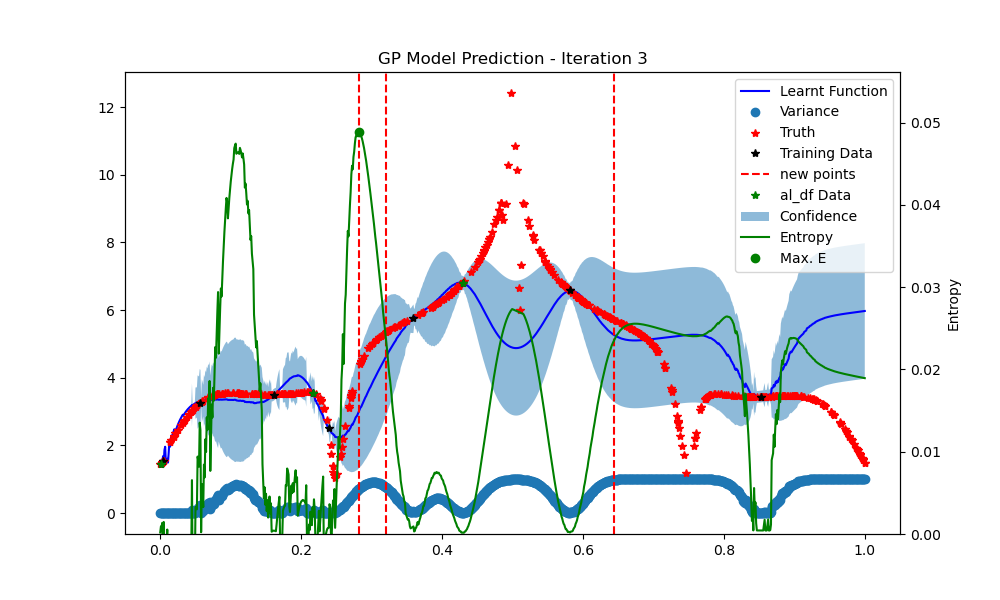 GP Model Prediction - Iteration 3
12
10
8
6
4
2
0
0.0
0.2
0.4
0.6
0.8
1.0
0.05
0.04
0.03
0.02
0.01
0.00
Entropy
Learnt Function
Variance
Truth
Training Data
new points
al_df Data
Confidence
Entropy
Max. E